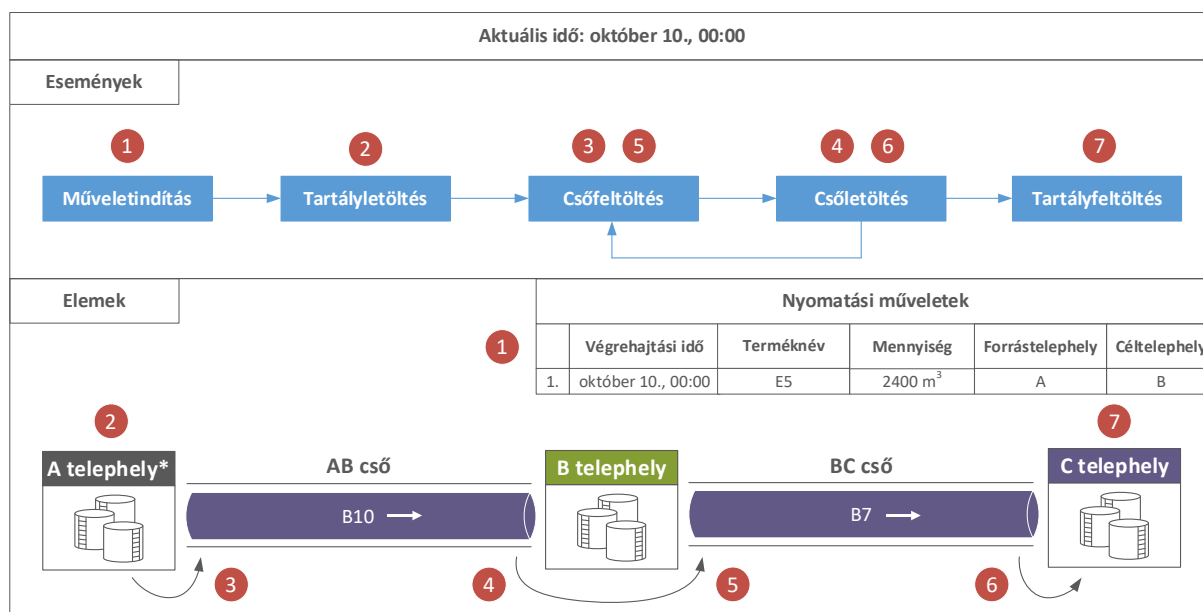 Aktuális idő: október 10., 00:00
Események
1 2 3 5 4 6 7
Műveletindítás Tartályletöltés Csőfeltöltés Csőletöltés Tartályfeltöltés
Elemek
Nyomatási műveletek
1
Végrehajtási idő Terméknév Mennyiség Forrástelephely Céltelephely
1. október 10., 00:00 E5 2400 m³ A B
2 7
A telephely* AB cső B telephely BC cső C telephely
B10 B7
3 4 5 6